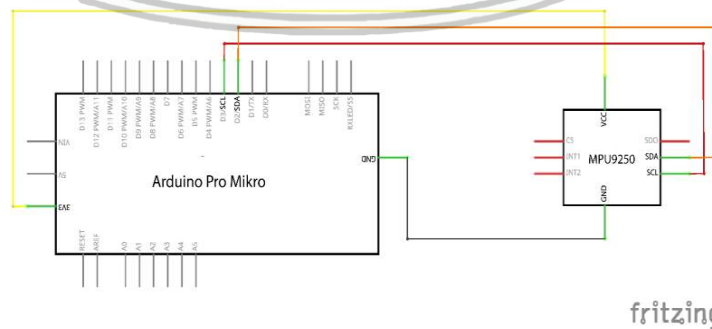 D13 PWM
D12 PWM/A11
D11 PWM
D10 PWM/A10
D9 PWM/A9
D8 PWM/A8
D7
D6 PWM/A7
D5 PWM
D4 PWM/A6
D3/SCL
D2/SDA
D1/TX
D0/RX
MOSI
MISO
SCK
RXLED/SS
VIN
5V
3V3
GND
Arduino Pro Mikro
RESET
AREF
A0
A1
A2
A3
A4
A5
VCC
CS
INT1
INT2
MPU9250
SDO
SDA
SCL
GND
fritzing